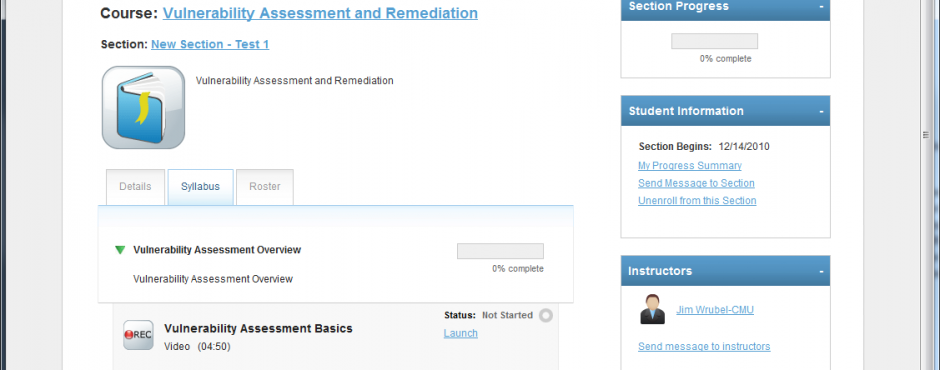 Course: Vulnerability Assessment and Remediation
Section: New Section - Test 1
Vulnerability Assessment and Remediation
Details
Syllabus
Roster
Vulnerability Assessment Overview
0% complete
Vulnerability Assessment Overview
Status: Not Started
REC
Vulnerability Assessment Basics
Launch
Video (04:50)
Section Progress
-
0% complete
Student Information
-
Section Begins: 12/14/2010
My Progress Summary
Send Message to Section
Unenroll from this Section
Instructors
-
Jim Wrubel-CMU
Send message to instructors